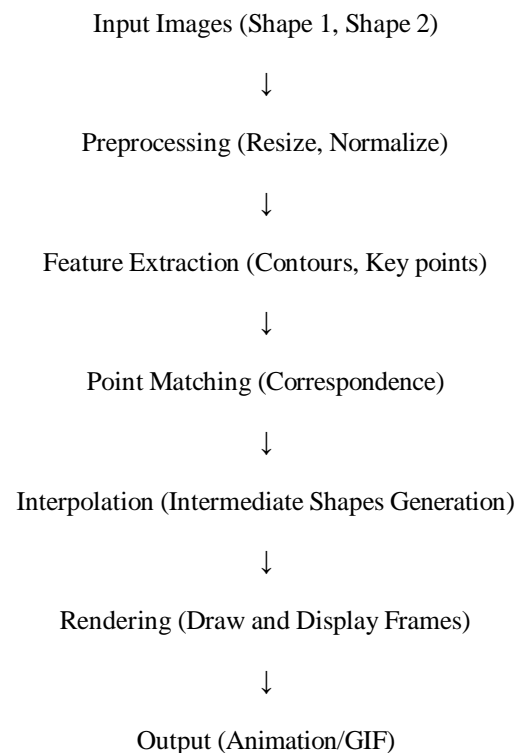 Input Images (Shape 1, Shape 2)
↓
Preprocessing (Resize, Normalize)
↓
Feature Extraction (Contours, Key points)
↓
Point Matching (Correspondence)
↓
Interpolation (Intermediate Shapes Generation)
↓
Rendering (Draw and Display Frames)
↓
Output (Animation/GIF)